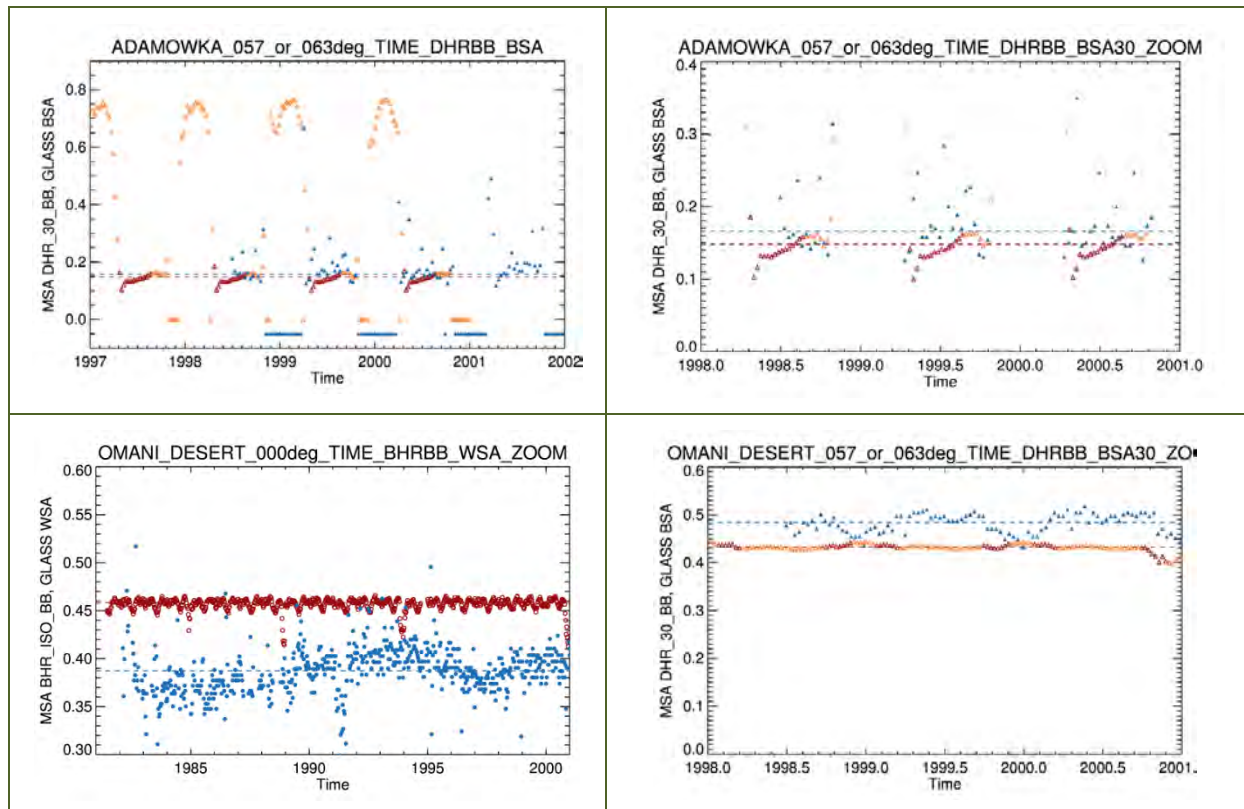 ADAMOWKA_057_or_063deg_TIME_DHRBB_BSA
MSA DHR_30_BB, GLASS BSA
0.8
0.6
0.4
0.2
0.0
1997 1998 1999 2000 2001 2002
Time
ADAMOWKA_057_or_063deg_TIME_DHRBB_BSA30_ZOOM
MSA DHR_30_BB, GLASS BSA
0.4
0.3
0.2
0.1
0.0
1998.0 1998.5 1999.0 1999.5 2000.0 2000.5 2001.0
Time
OMANI_DESERT_000deg_TIME_BHRBB_WSA_ZOOM
MSA BHR_ISO_BB, GLASS WSA
0.60
0.55
0.50
0.45
0.40
0.35
0.30
1985 1990 1995 2000
Time
OMANI_DESERT_057_or_063deg_TIME_DHRBB_BSA30_ZO
MSA DHR_30_BB, GLASS BSA
0.6
0.5
0.4
0.3
0.2
0.1
0.0
1998.0 1998.5 1999.0 1999.5 2000.0 2000.5 2001.
Time